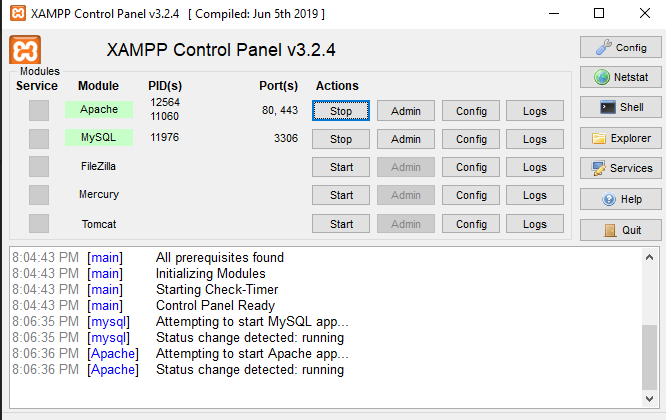 XAMPP Control Panel v3.2.4 [ Compiled: Jun 5th 2019 ]
XAMPP Control Panel v3.2.4
Config
Modules
Service Module PID(s) Port(s) Actions
Netstat
Apache 12564 11060 80, 443 Stop Admin Config Logs
Shell
MySQL 11976 3306 Stop Admin Config Logs
Explorer
FileZilla Start Admin Config Logs
Services
Mercury Start Admin Config Logs
Help
Tomcat Start Admin Config Logs
Quit
8:04:43 PM [main] All prerequisites found
8:04:43 PM [main] Initializing Modules
8:04:43 PM [main] Starting Check-Timer
8:04:43 PM [main] Control Panel Ready
8:06:35 PM [mysql] Attempting to start MySQL app...
8:06:35 PM [mysql] Status change detected: running
8:06:36 PM [Apache] Attempting to start Apache app...
8:06:36 PM [Apache] Status change detected: running